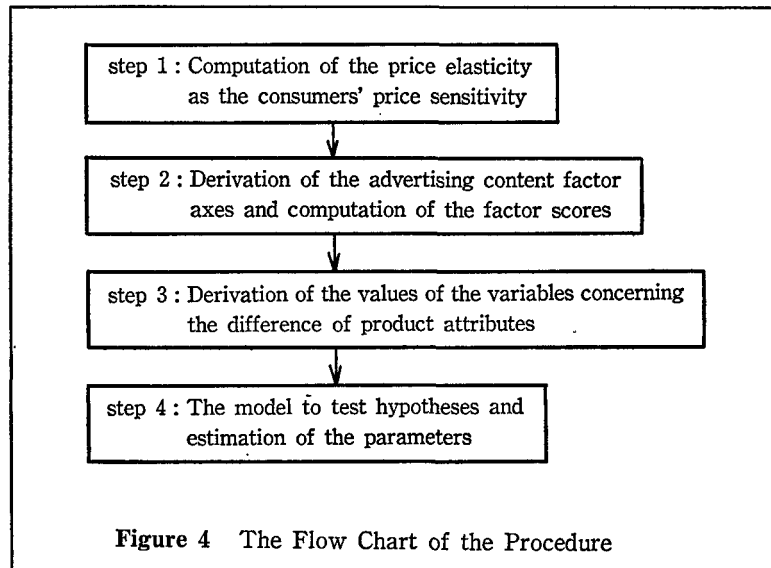 step 1 : Computation of the price elasticity
as the consumers' price sensitivity
step 2 : Derivation of the advertising content factor
axes and computation of the factor scores
step 3 : Derivation of the values of the variables concerning
the difference of product attributes
step 4 : The model to test hypotheses and
estimation of the parameters
Figure 4 The Flow Chart of the Procedure